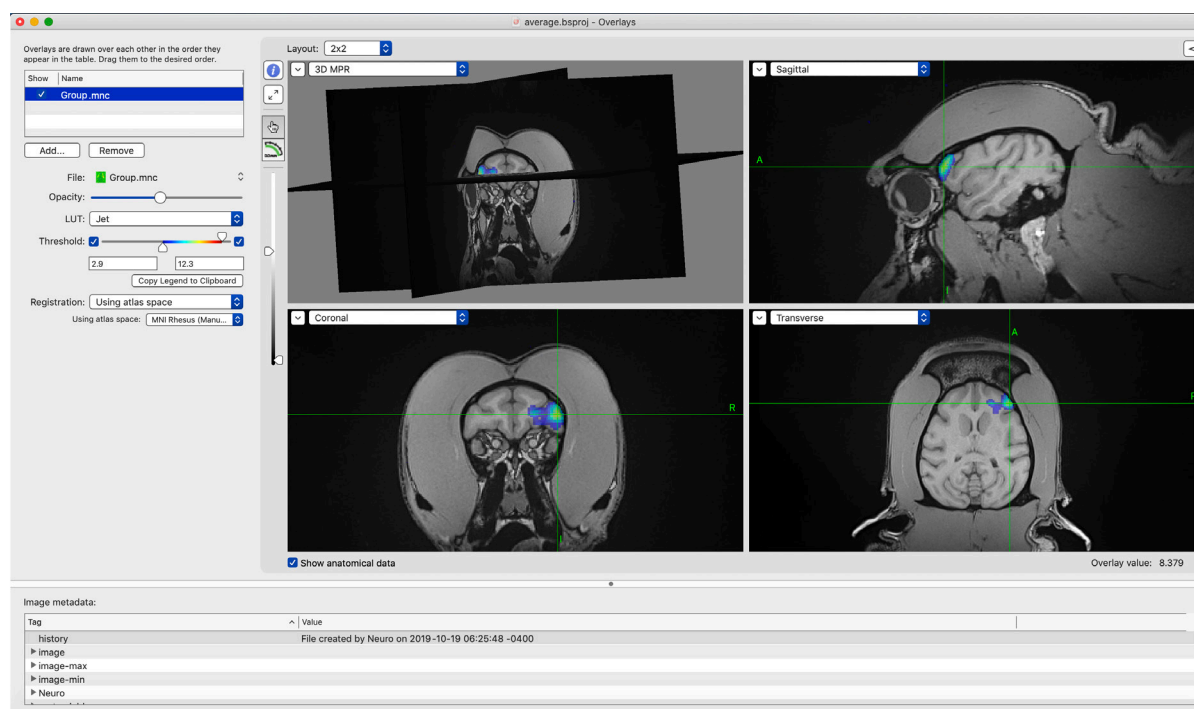 average.bsproj - Overlays
Overlays are drawn over each other in the order they
appear in the table. Drag them to the desired order.
Show Name
Group.mnc
Add... Remove
File: Group.mnc
Opacity:
LUT: Jet
Threshold:
2.9 12.3
Copy Legend to Clipboard
Registration: Using atlas space
Using atlas space: MNI Rhesus (Manu...
Layout: 2x2
3D MPR
Sagittal
A
I
Coronal
R
I
Transverse
A
Show anatomical data
Overlay value: 8.379
Image metadata:
Tag Value
history File created by Neuro on 2019-10-19 06:25:48 -0400
image
image-max
image-min
Neuro